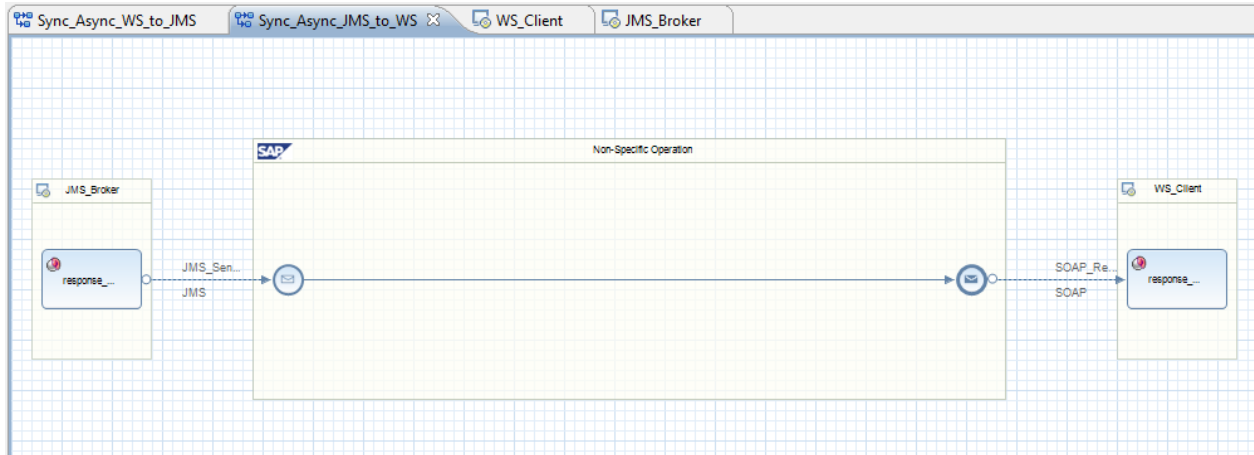 Sync_Async_WS_to_JMS Sync_Async_JMS_to_WS WS_Client JMS_Broker
SAP Non-Specific Operation
JMS_Broker
WS_Client
response_...
JMS_Sen...
JMS
SOAP_Re...
SOAP
response_...